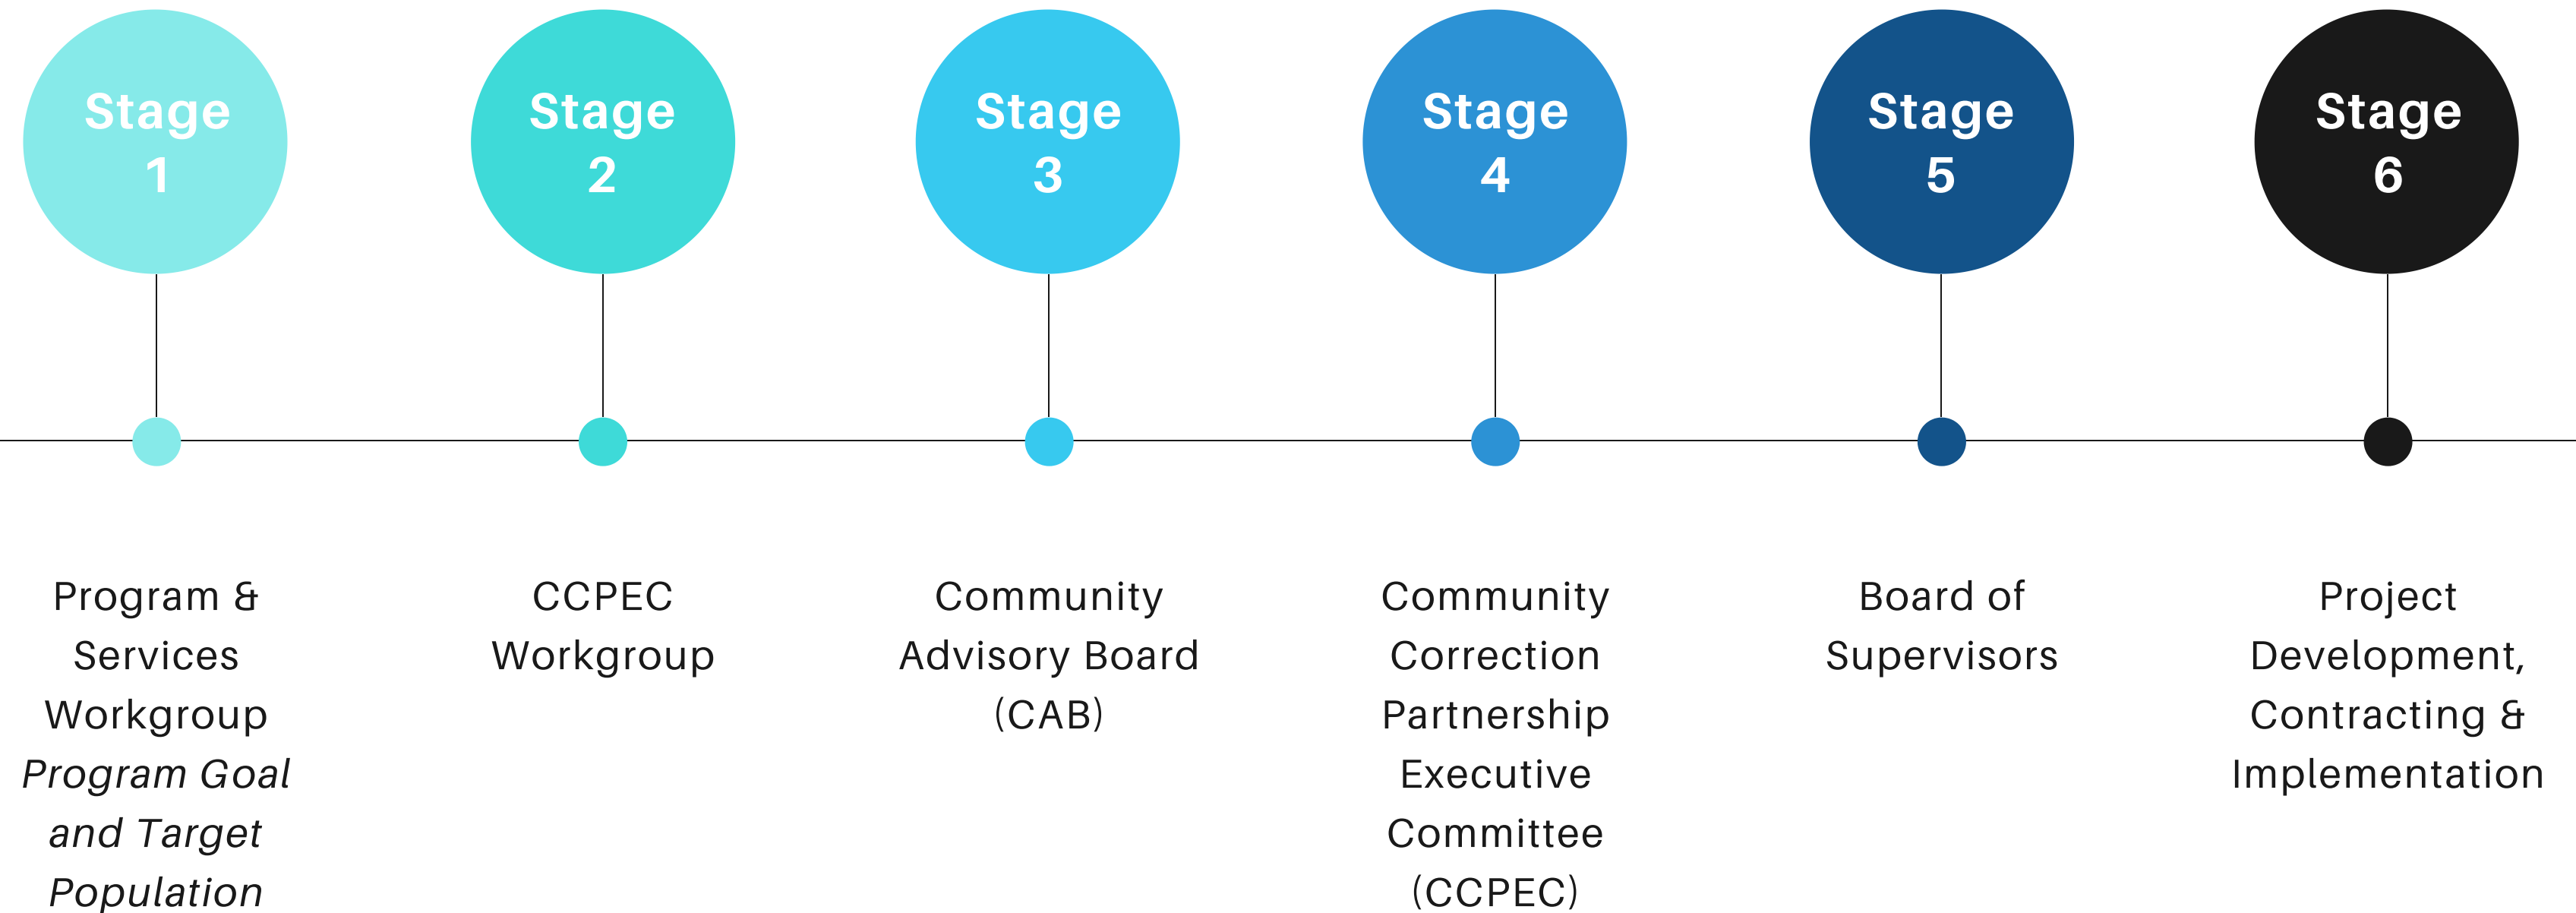 Stage
1
Stage
2
Stage
3
Stage
4
Stage
5
Stage
6
Program &
Services
Workgroup
Program Goal
and Target
Population
CCPEC
Workgroup
Community
Advisory Board
(CAB)
Community
Correction
Partnership
Executive
Committee
(CCPEC)
Board of
Supervisors
Project
Development,
Contracting &
Implementation